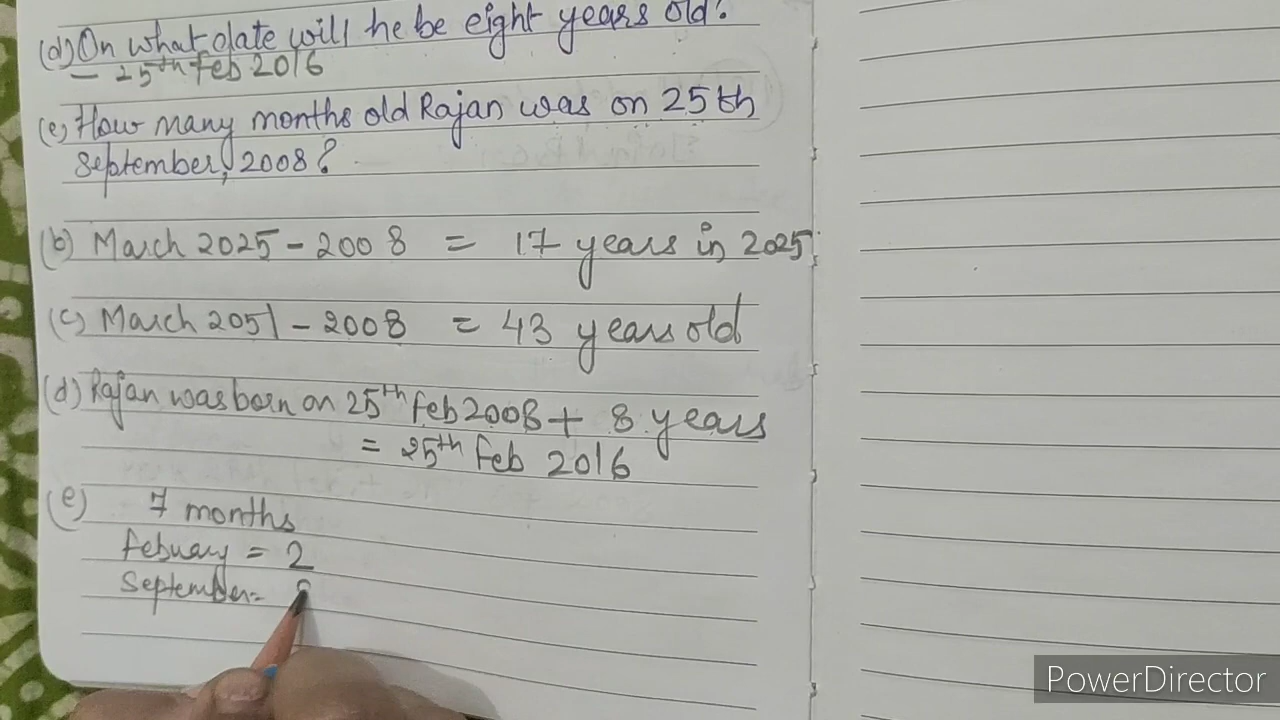 (d) On what date will he be eight years old?
- 25th Feb 2016
(e) How many months old Rajan was on 25th
September, 2008?
(b) March 2025 - 2008 = 17 years in 2025
(c) March 2051 - 2008 = 43 years old
(d) Rajan was born on 25th Feb 2008 + 8 years
= 25th Feb 2016
(e) 7 months
Febuary = 2
September =
PowerDirector